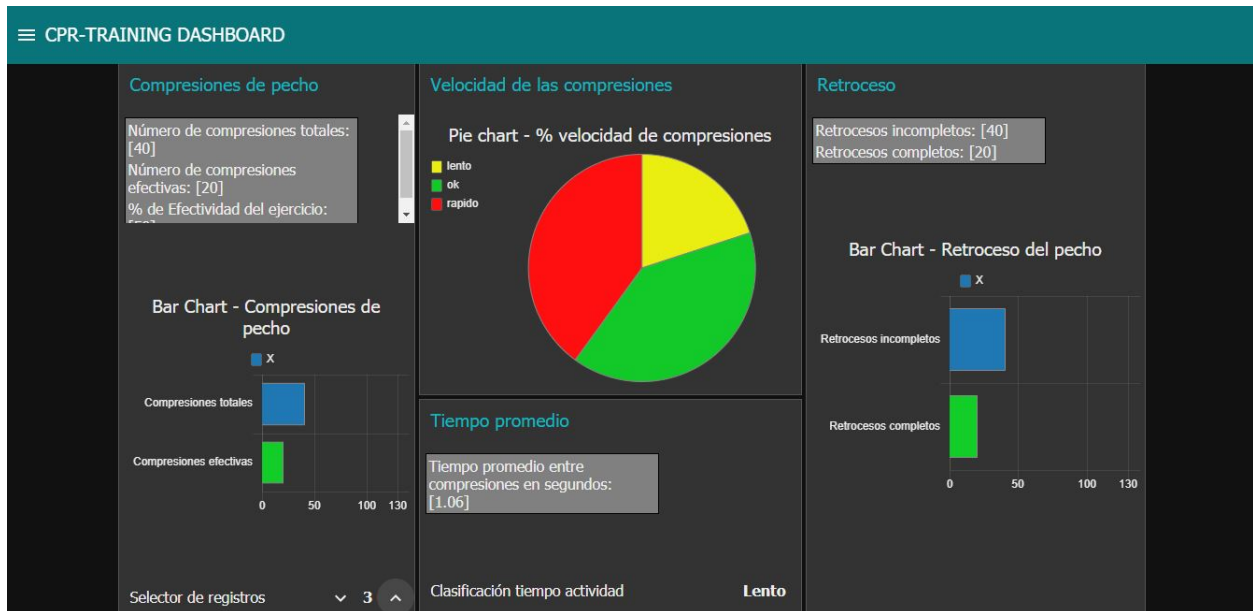 CPR-TRAINING DASHBOARD
Compresiones de pecho
Número de compresiones totales:
[40]
Número de compresiones
efectivas: [20]
% de Efectividad del ejercicio:
Bar Chart - Compresiones de
pecho
X
Compresiones totales
Compresiones efectivas
0 50 100 130
Selector de registros 3
Velocidad de las compresiones
Pie chart - % velocidad de compresiones
lento
ok
rapido
Tiempo promedio
Tiempo promedio entre
compresiones en segundos:
[1.06]
Clasificación tiempo actividad Lento
Retroceso
Retrocesos incompletos: [40]
Retrocesos completos: [20]
Bar Chart - Retroceso del pecho
X
Retrocesos incompletos
Retrocesos completos
0 50 100 130